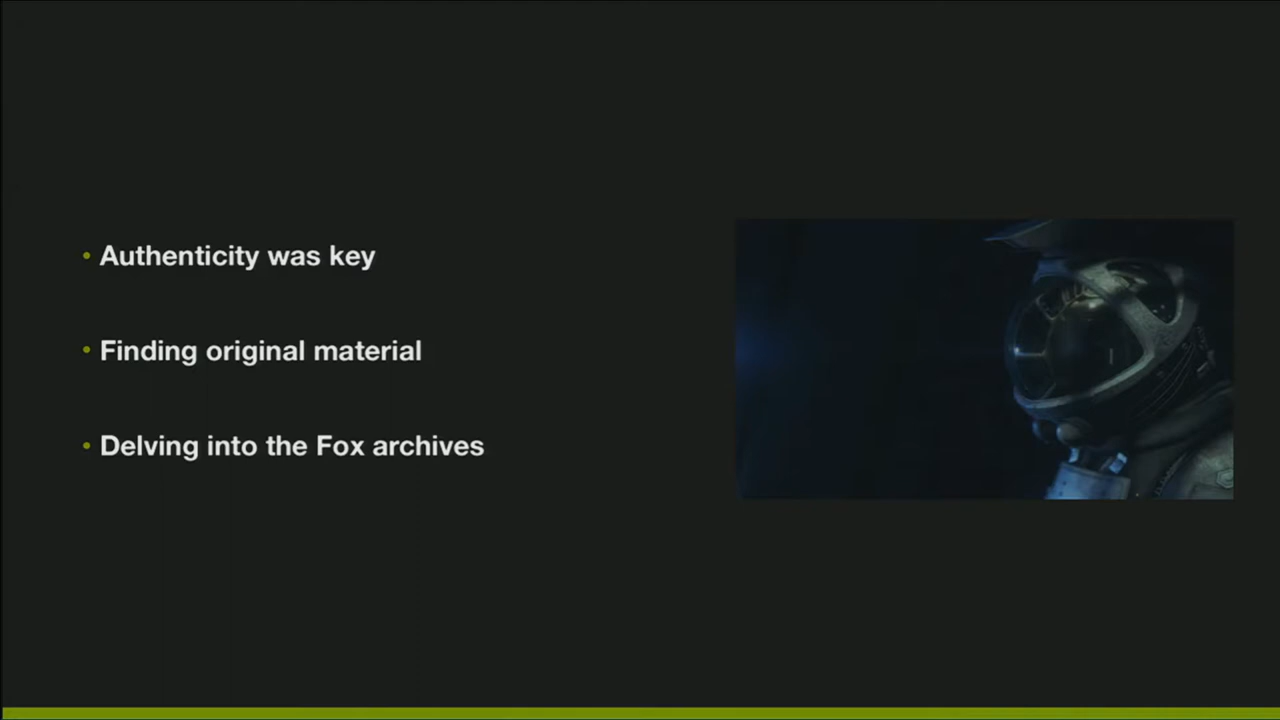 • Authenticity was key
• Finding original material
• Delving into the Fox archives